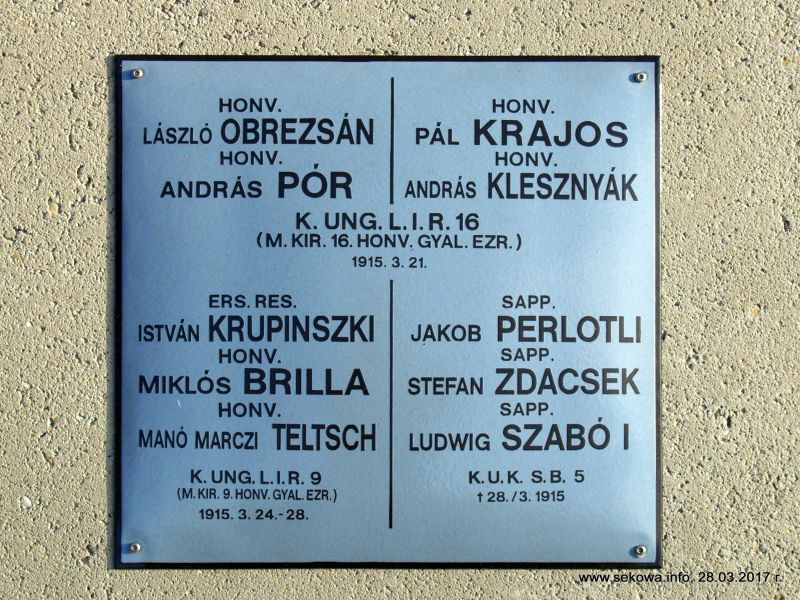 HONV.
LÁSZLÓ OBREZSÁN
HONV.
ANDRÁS PÓR
HONV.
PÁL KRAJOS
HONV.
ANDRÁS KLESZNYÁK
K. UNG. L. I. R. 16
(M. KIR. 16. HONV. GYAL. EZR.)
1915. 3. 21.
ERS. RES.
ISTVÁN KRUPINSZKI
HONV.
MIKLÓS BRILLA
HONV.
MANÓ MARCZI TELTSCH
K. UNG. L. I. R. 9
(M. KIR. 9. HONV. GYAL. EZR.)
1915. 3. 24.-28.
SAPP.
JAKOB PERLOTLI
SAPP.
STEFAN ZDACSEK
SAPP.
LUDWIG SZABÓ I
K. U. K. S. B. 5
† 28. / 3. 1915
www.sekowa.info. 28.03.2017 r.